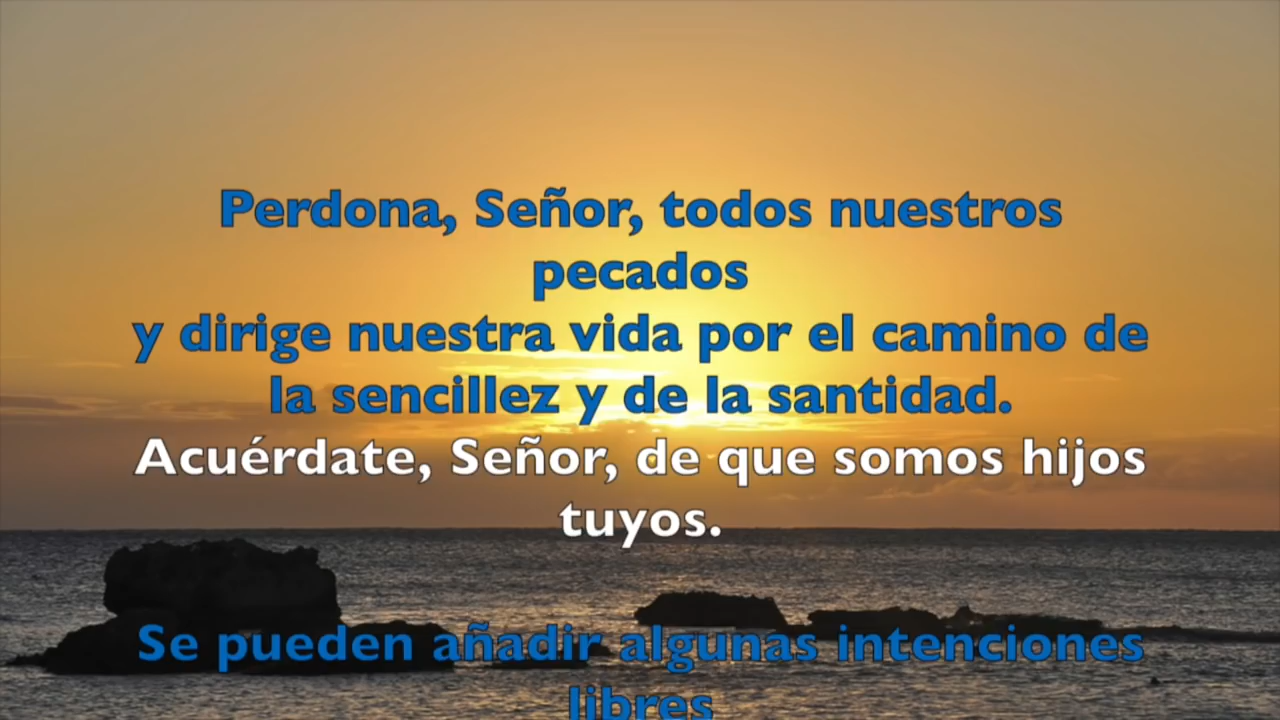 Perdona, Señor, todos nuestros
pecados
y dirige nuestra vida por el camino de
la sencillez y de la santidad.
Acuérdate, Señor, de que somos hijos
tuyos.
Se pueden añadir algunas intenciones
libres